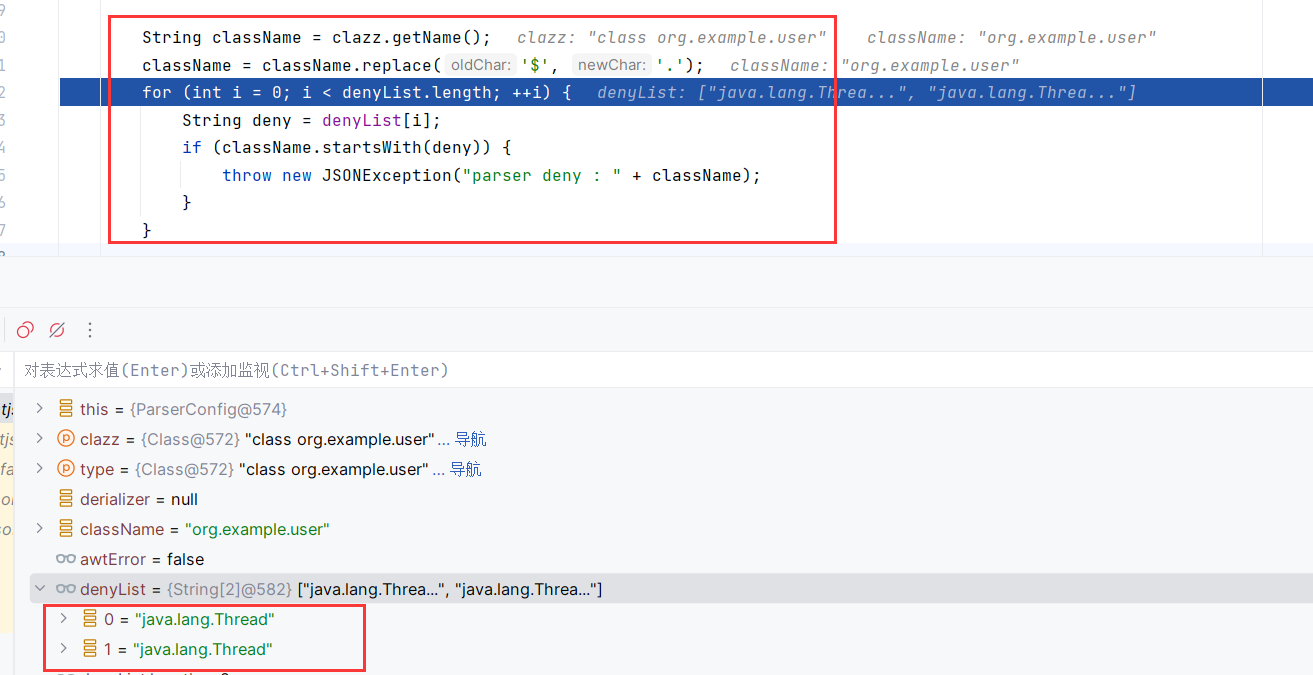 String className = clazz.getName();  clazz: "class org.example.user"  className: "org.example.user"
className = className.replace( oldChar: '$', newChar: '.');  className: "org.example.user"
for (int i = 0; i < denyList.length; ++i) {  denyList: ["java.lang.Threa...", "java.lang.Threa..."]
String deny = denyList[i];
if (className.startsWith(deny)) {
throw new JSONException("parser deny : " + className);
}
}
对表达式求值(Enter)或添加监视(Ctrl+Shift+Enter)
this = {ParserConfig@574}
clazz = {Class@572} "class org.example.user"... 导航
type = {Class@572} "class org.example.user" ... 导航
derializer = null
className = "org.example.user"
awtError = false
denyList = {String[2]@582} ["java.lang.Threa...", "java.lang.Threa..."]
0 = "java.lang.Thread"
1 = "java.lang.Thread"